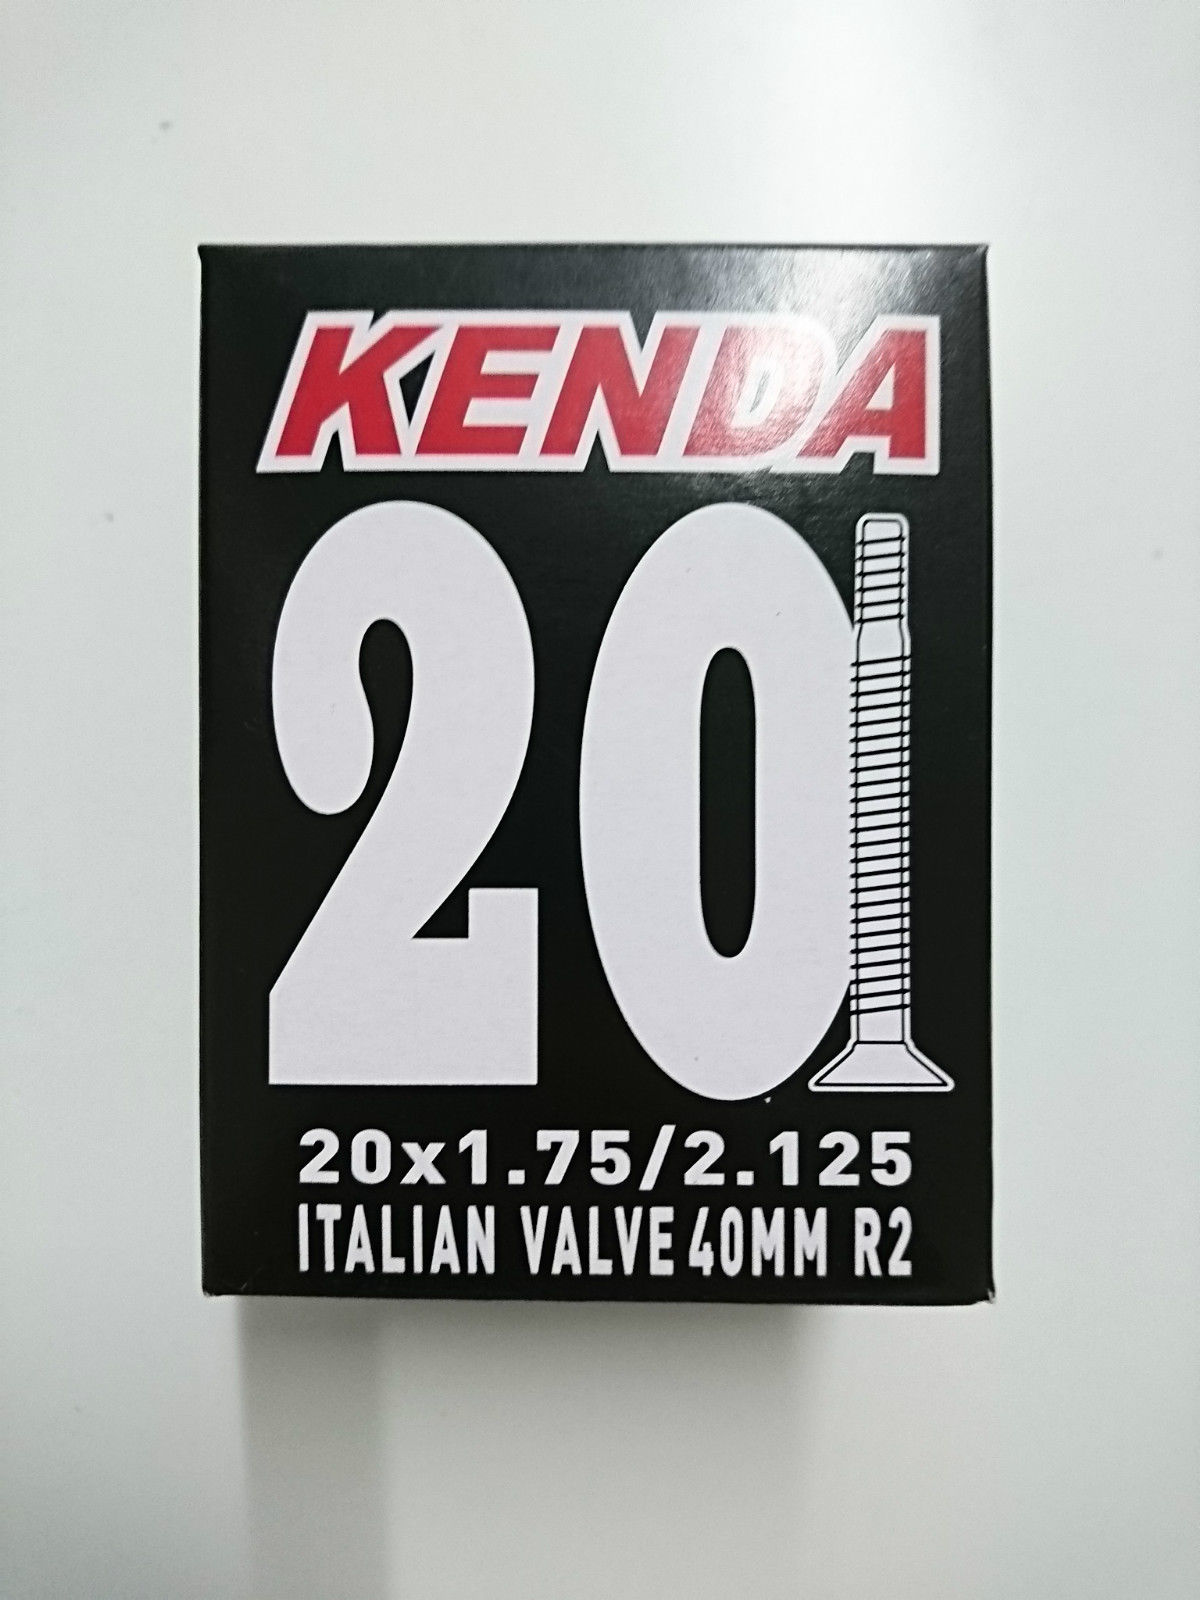 KENDA
20
20x1.75/2.125
ITALIAN VALVE 40MM R2